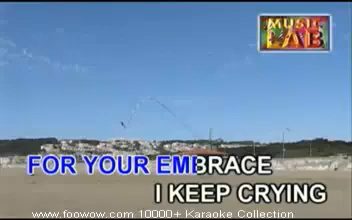 MUSIC
LAB
FOR YOUR EMBRACE
I KEEP CRYING
www.foowow.com 10000+ Karaoke Collection